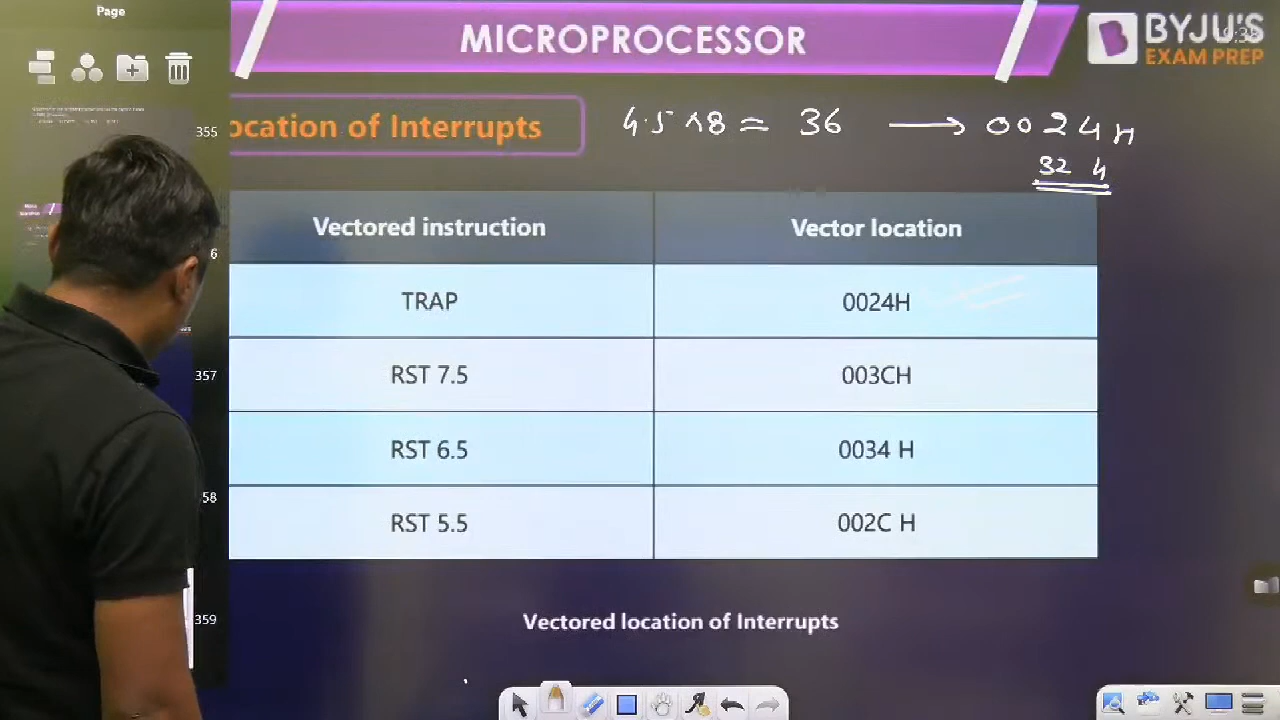 Page
MICROPROCESSOR
BYJU'S
EXAM PREP
ocation of Interrupts
4.5 × 8 = 36 → 0024H
32 4
355
6
357
58
359
Vectored instruction Vector location
TRAP 0024H
RST 7.5 003CH
RST 6.5 0034 H
RST 5.5 002C H
Vectored location of Interrupts